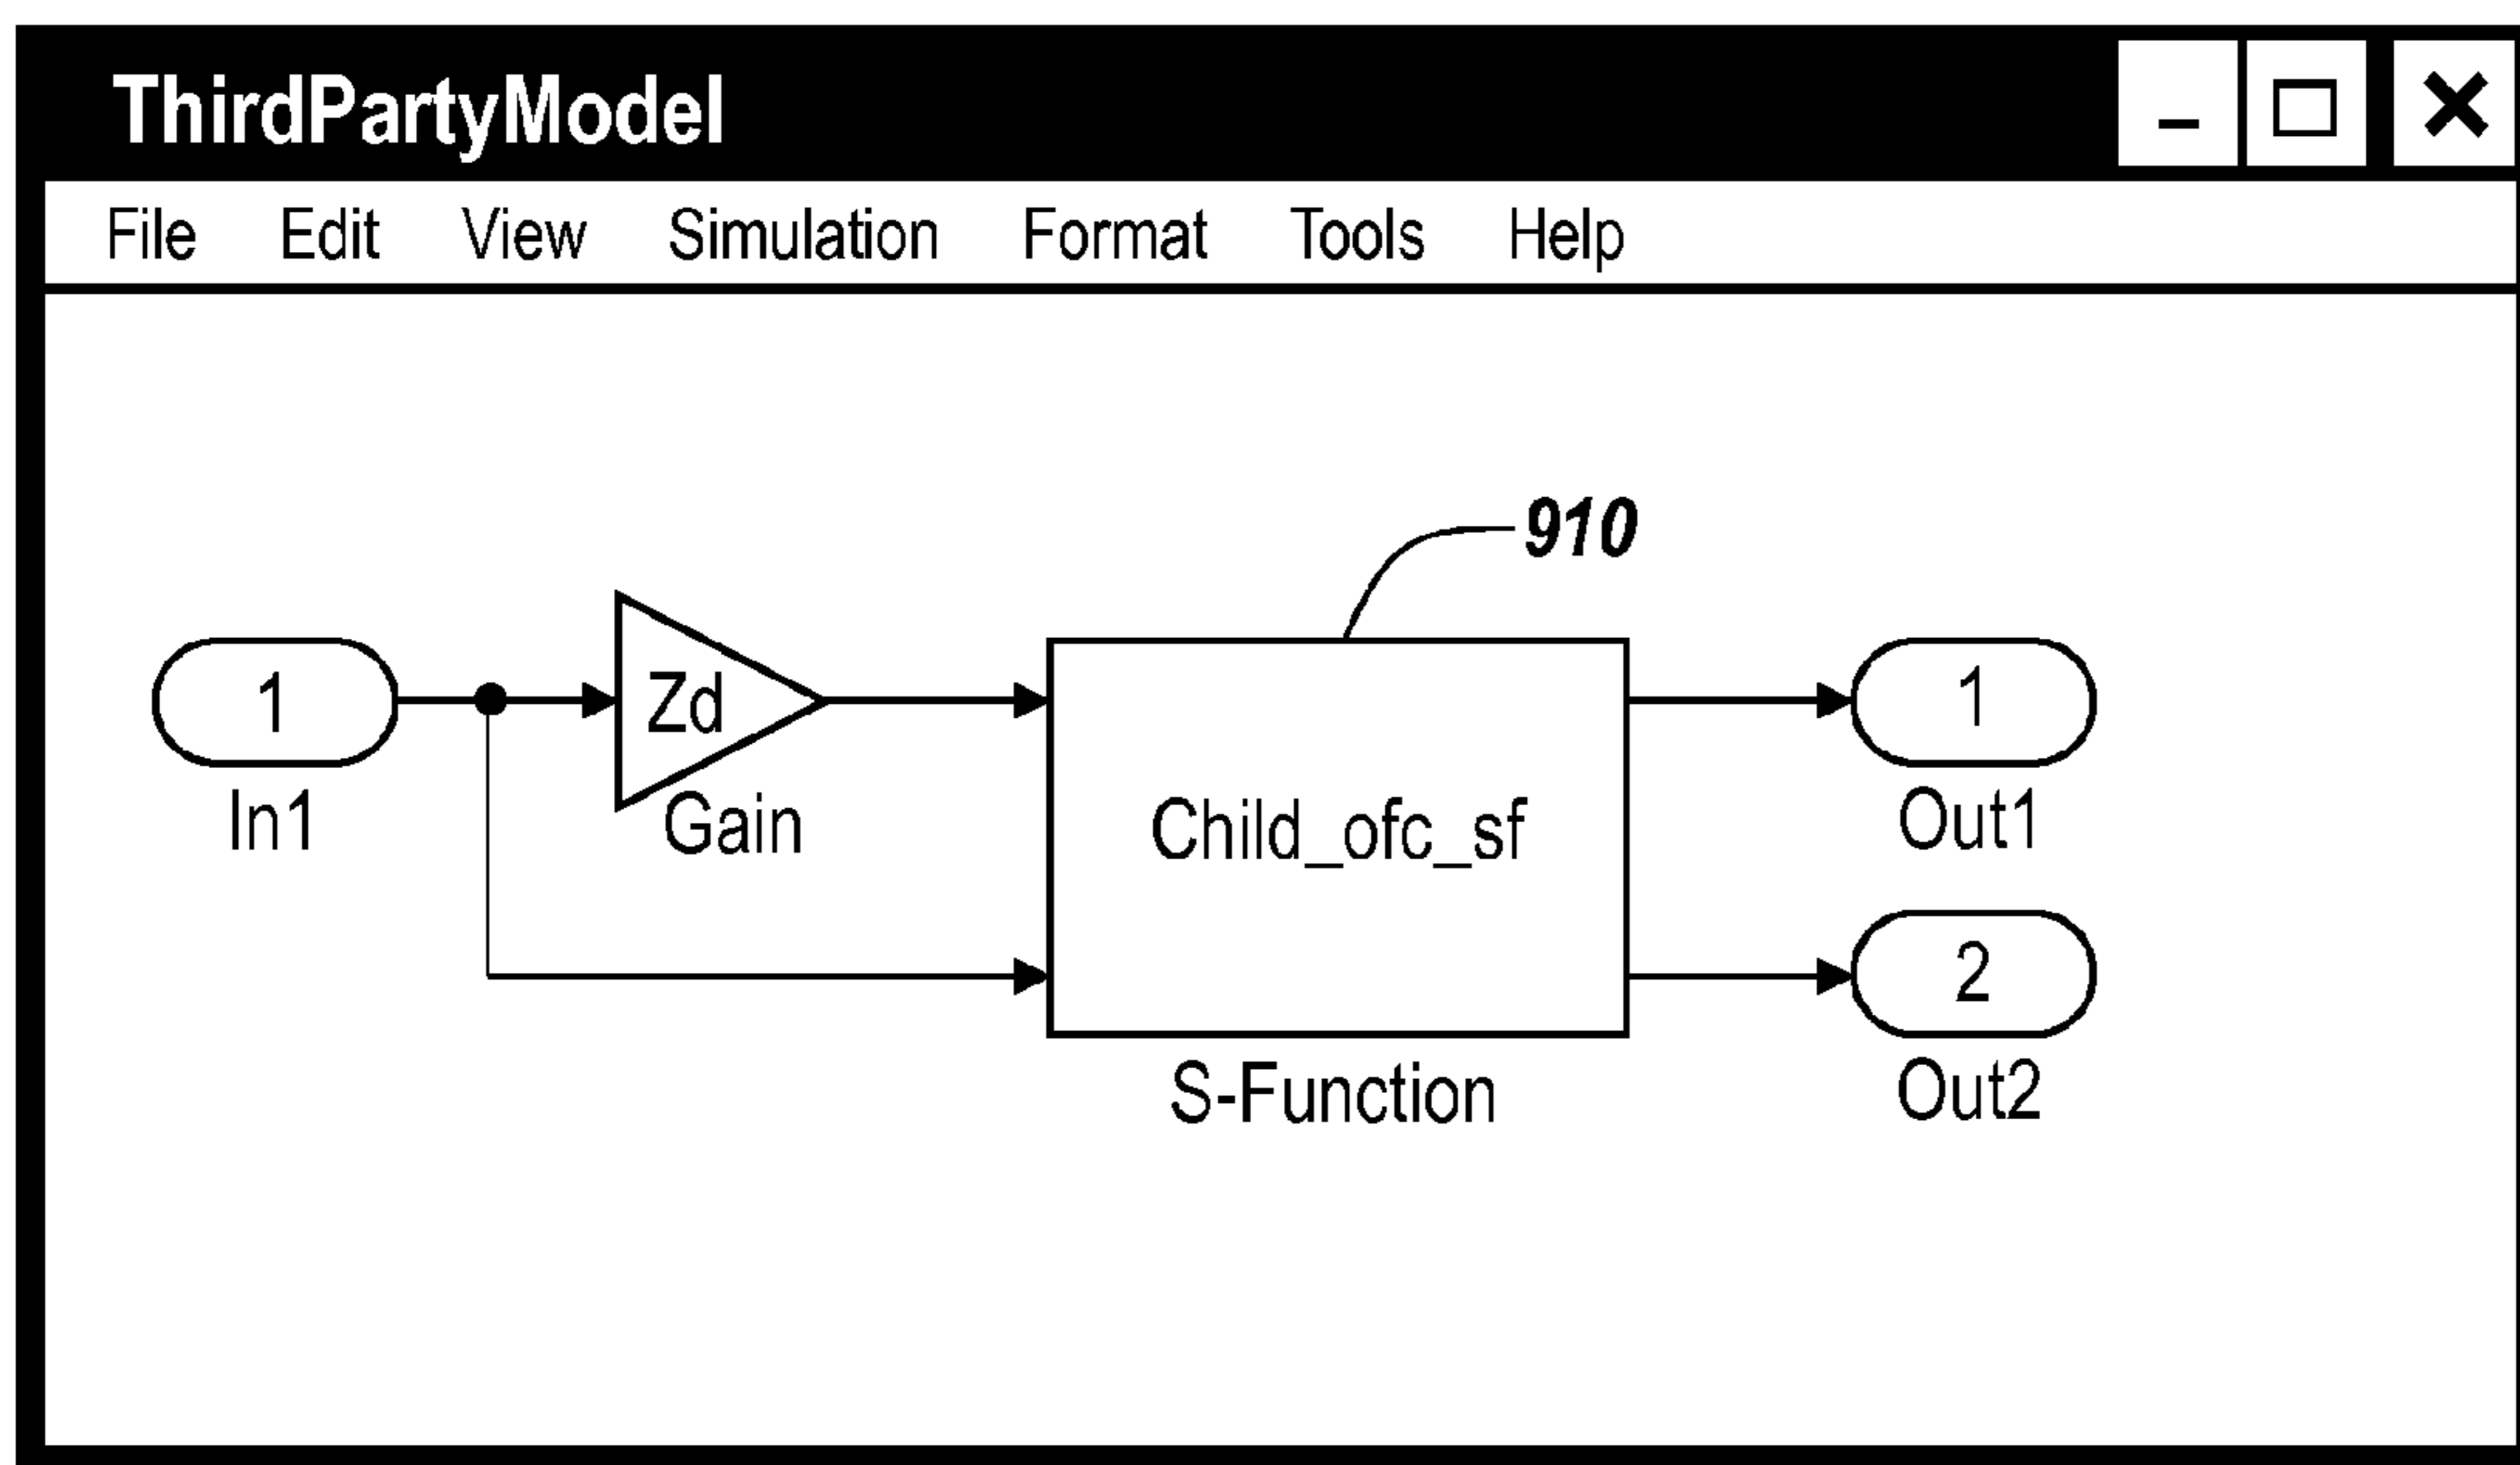 ThirdPartyModel
File Edit View Simulation Format Tools Help
910
1
Zd
1
In1
Gain
Child_ofc_sf
Out1
2
S-Function
Out2